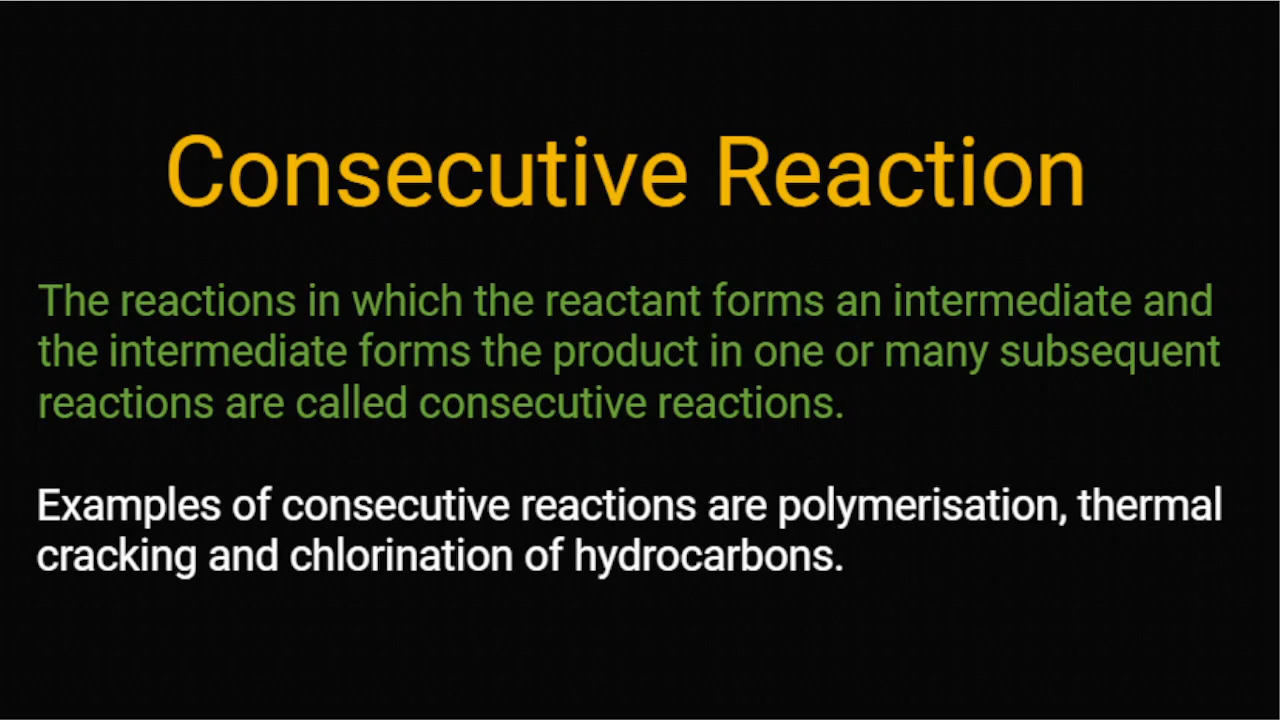 Consecutive Reaction
The reactions in which the reactant forms an intermediate and
the intermediate forms the product in one or many subsequent
reactions are called consecutive reactions.
Examples of consecutive reactions are polymerisation, thermal
cracking and chlorination of hydrocarbons.